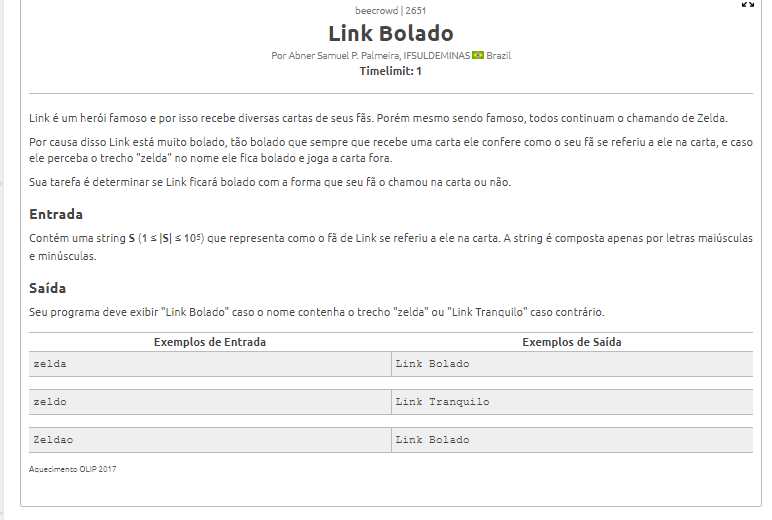 beecrowd | 2651
Link Bolado
Por Abner Samuel P. Palmeira, IFSULDEMINAS Brazil
Timelimit: 1
Link é um herói famoso e por isso recebe diversas cartas de seus fãs. Porém mesmo sendo famoso, todos continuam o chamando de Zelda.
Por causa disso Link está muito bolado, tão bolado que sempre que recebe uma carta ele confere como o seu fã se referiu a ele na carta, e caso
ele perceba o trecho "zelda" no nome ele fica bolado e joga a carta fora.
Sua tarefa é determinar se Link ficará bolado com a forma que seu fã o chamou na carta ou não.
Entrada
Contém uma string S (1 ≤ |S| ≤ 10⁵) que representa como o fã de Link se referiu a ele na carta. A string é composta apenas por letras maiúsculas
e minúsculas.
Saída
Seu programa deve exibir "Link Bolado" caso o nome contenha o trecho "zelda" ou "Link Tranquilo" caso contrário.
Exemplos de Entrada Exemplos de Saída
zelda Link Bolado
zeldo Link Tranquilo
Zeldao Link Bolado
Aquecimento OLIP 2017